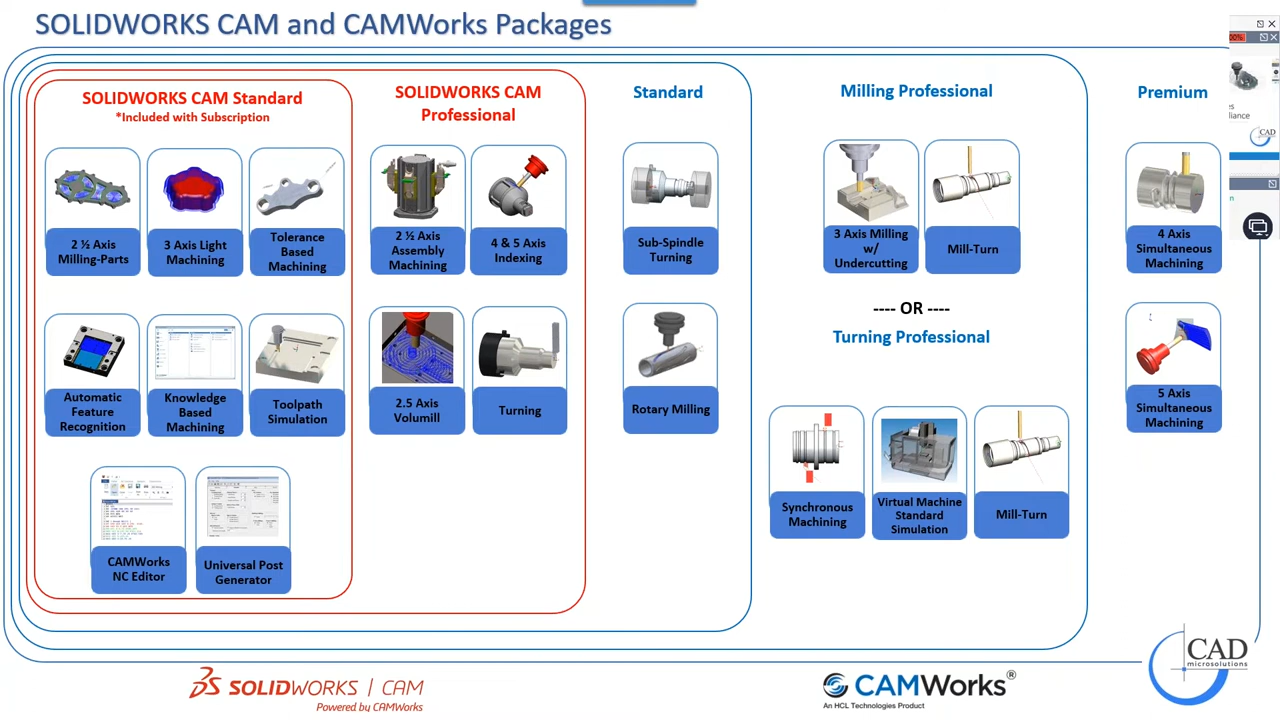 SOLIDWORKS CAM and CAMWorks Packages
SOLIDWORKS CAM Standard
*Included with Subscription
2 ½ Axis
Milling-Parts
3 Axis Light
Machining
Tolerance
Based
Machining
Automatic
Feature
Recognition
Knowledge
Based
Machining
Toolpath
Simulation
CAMWorks
NC Editor
Universal Post
Generator
SOLIDWORKS CAM
Professional
2 ½ Axis
Assembly
Machining
4 & 5 Axis
Indexing
2.5 Axis
Volumill
Turning
Standard
Sub-Spindle
Turning
Rotary Milling
Milling Professional
3 Axis Milling
w/
Undercutting
Mill-Turn
---- OR ----
Turning Professional
Synchronous
Machining
Virtual Machine
Standard
Simulation
Mill-Turn
Premium
4 Axis
Simultaneous
Machining
5 Axis
Simultaneous
Machining
CAD
SOLIDWORKS | CAM
Powered by CAMWorks
CAMWorks®
An HCL Technologies Product
CAD
microsolutions